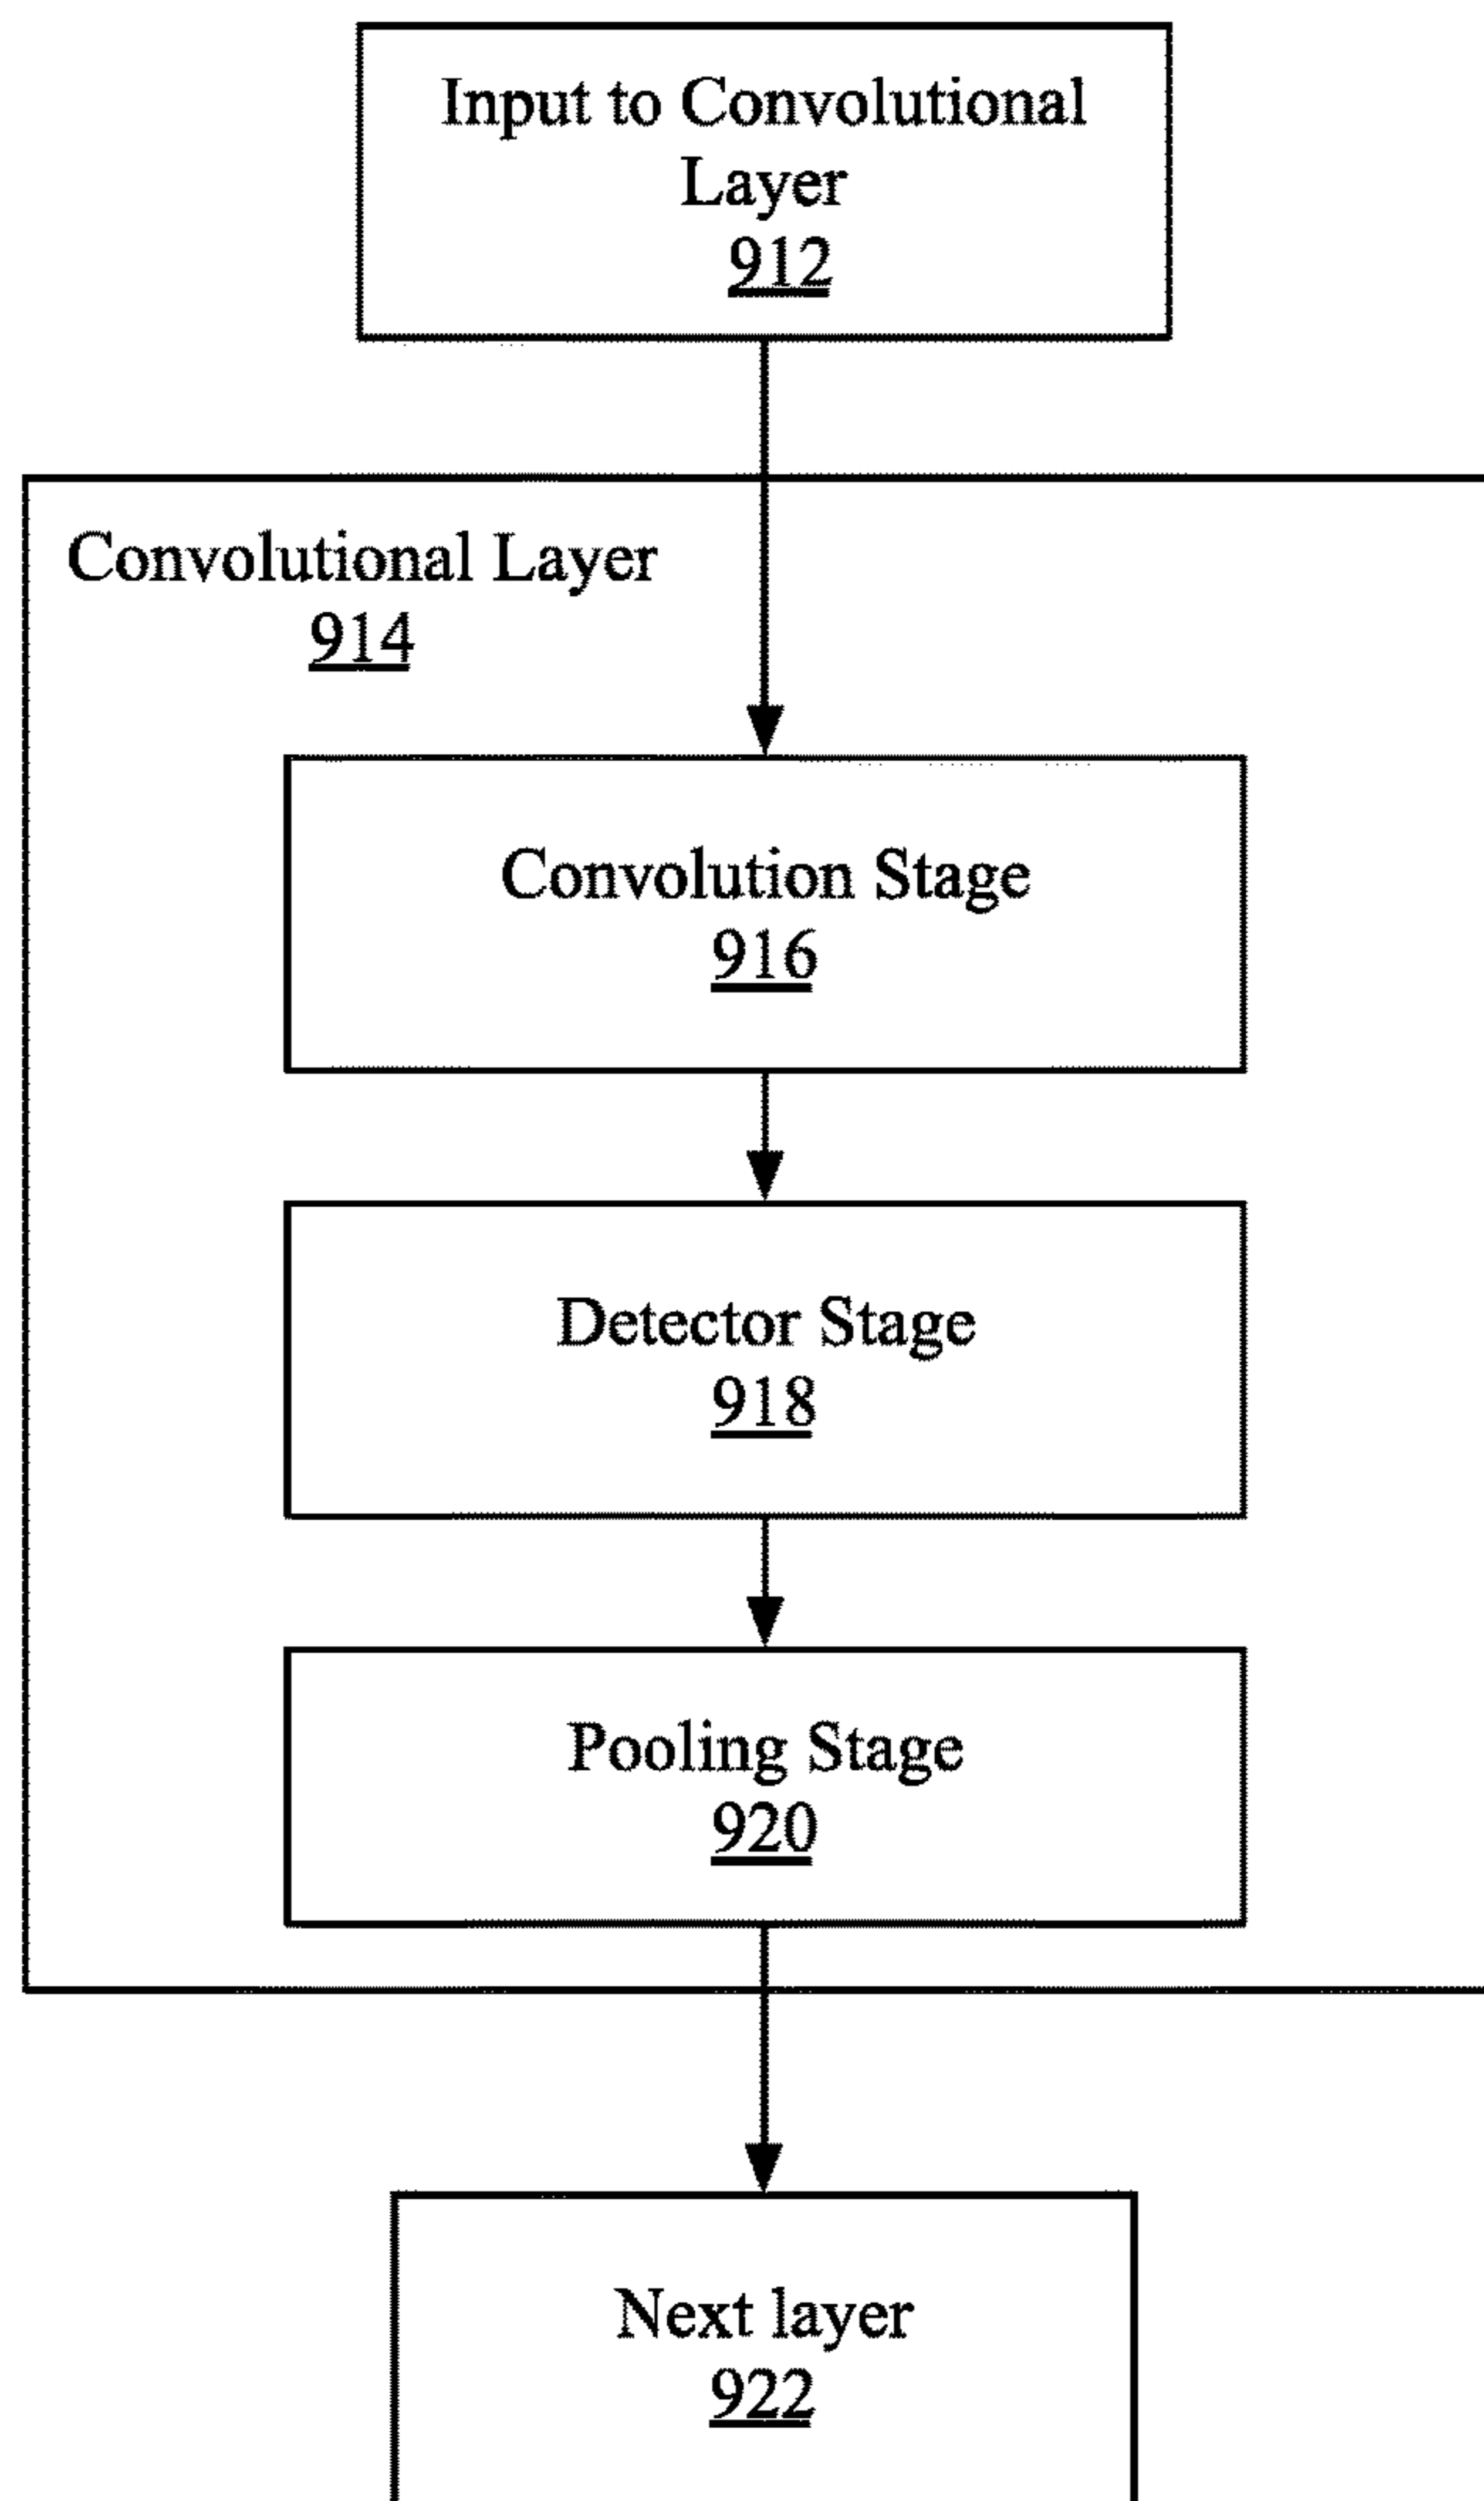 Input to Convolutional
Layer
912
Convolutional Layer
914
Convolution Stage
916
Detector Stage
918
Pooling Stage
920
Next layer
922